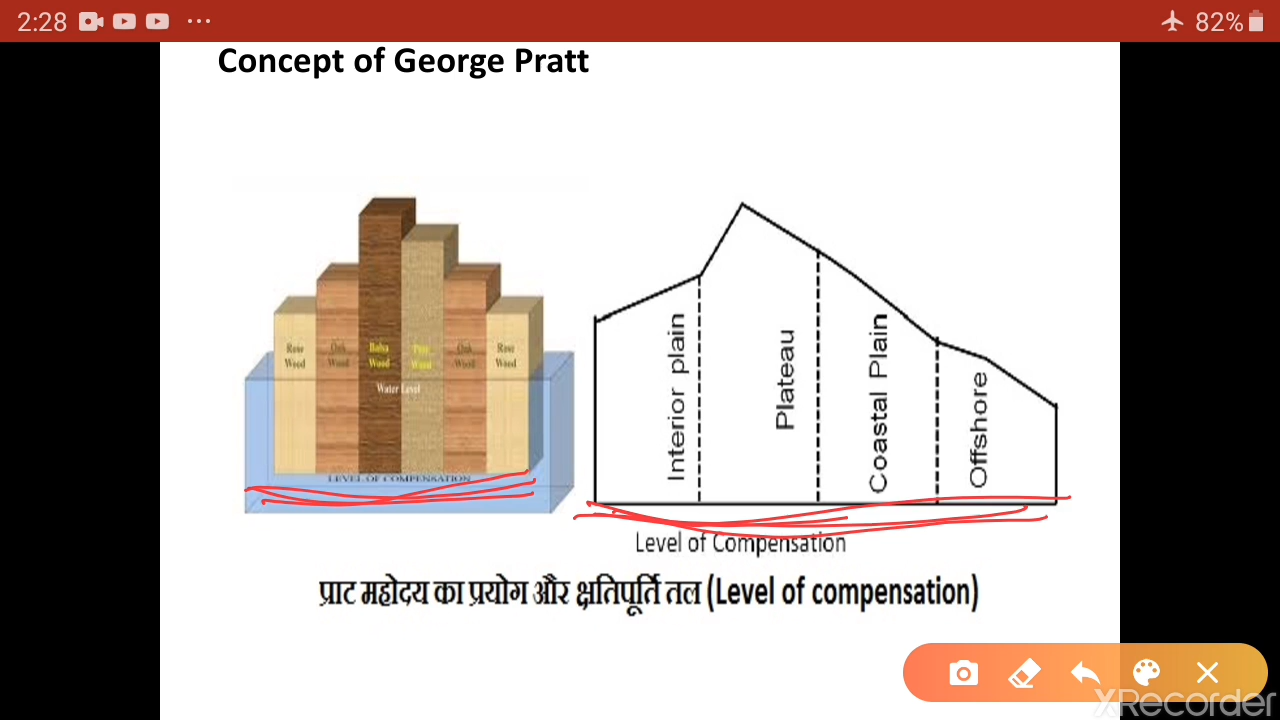 2:28
82%
Concept of George Pratt
Rose Wood
Oak Wood
Balsa Wood
Pine Wood
Oak Wood
Rose Wood
Water Level
LEVEL OF COMPENSATION
Interior plain
Plateau
Coastal Plain
Offshore
Level of Compensation
प्राट महोदय का प्रयोग और क्षतिपूर्ति तल (Level of compensation)
XRecorder